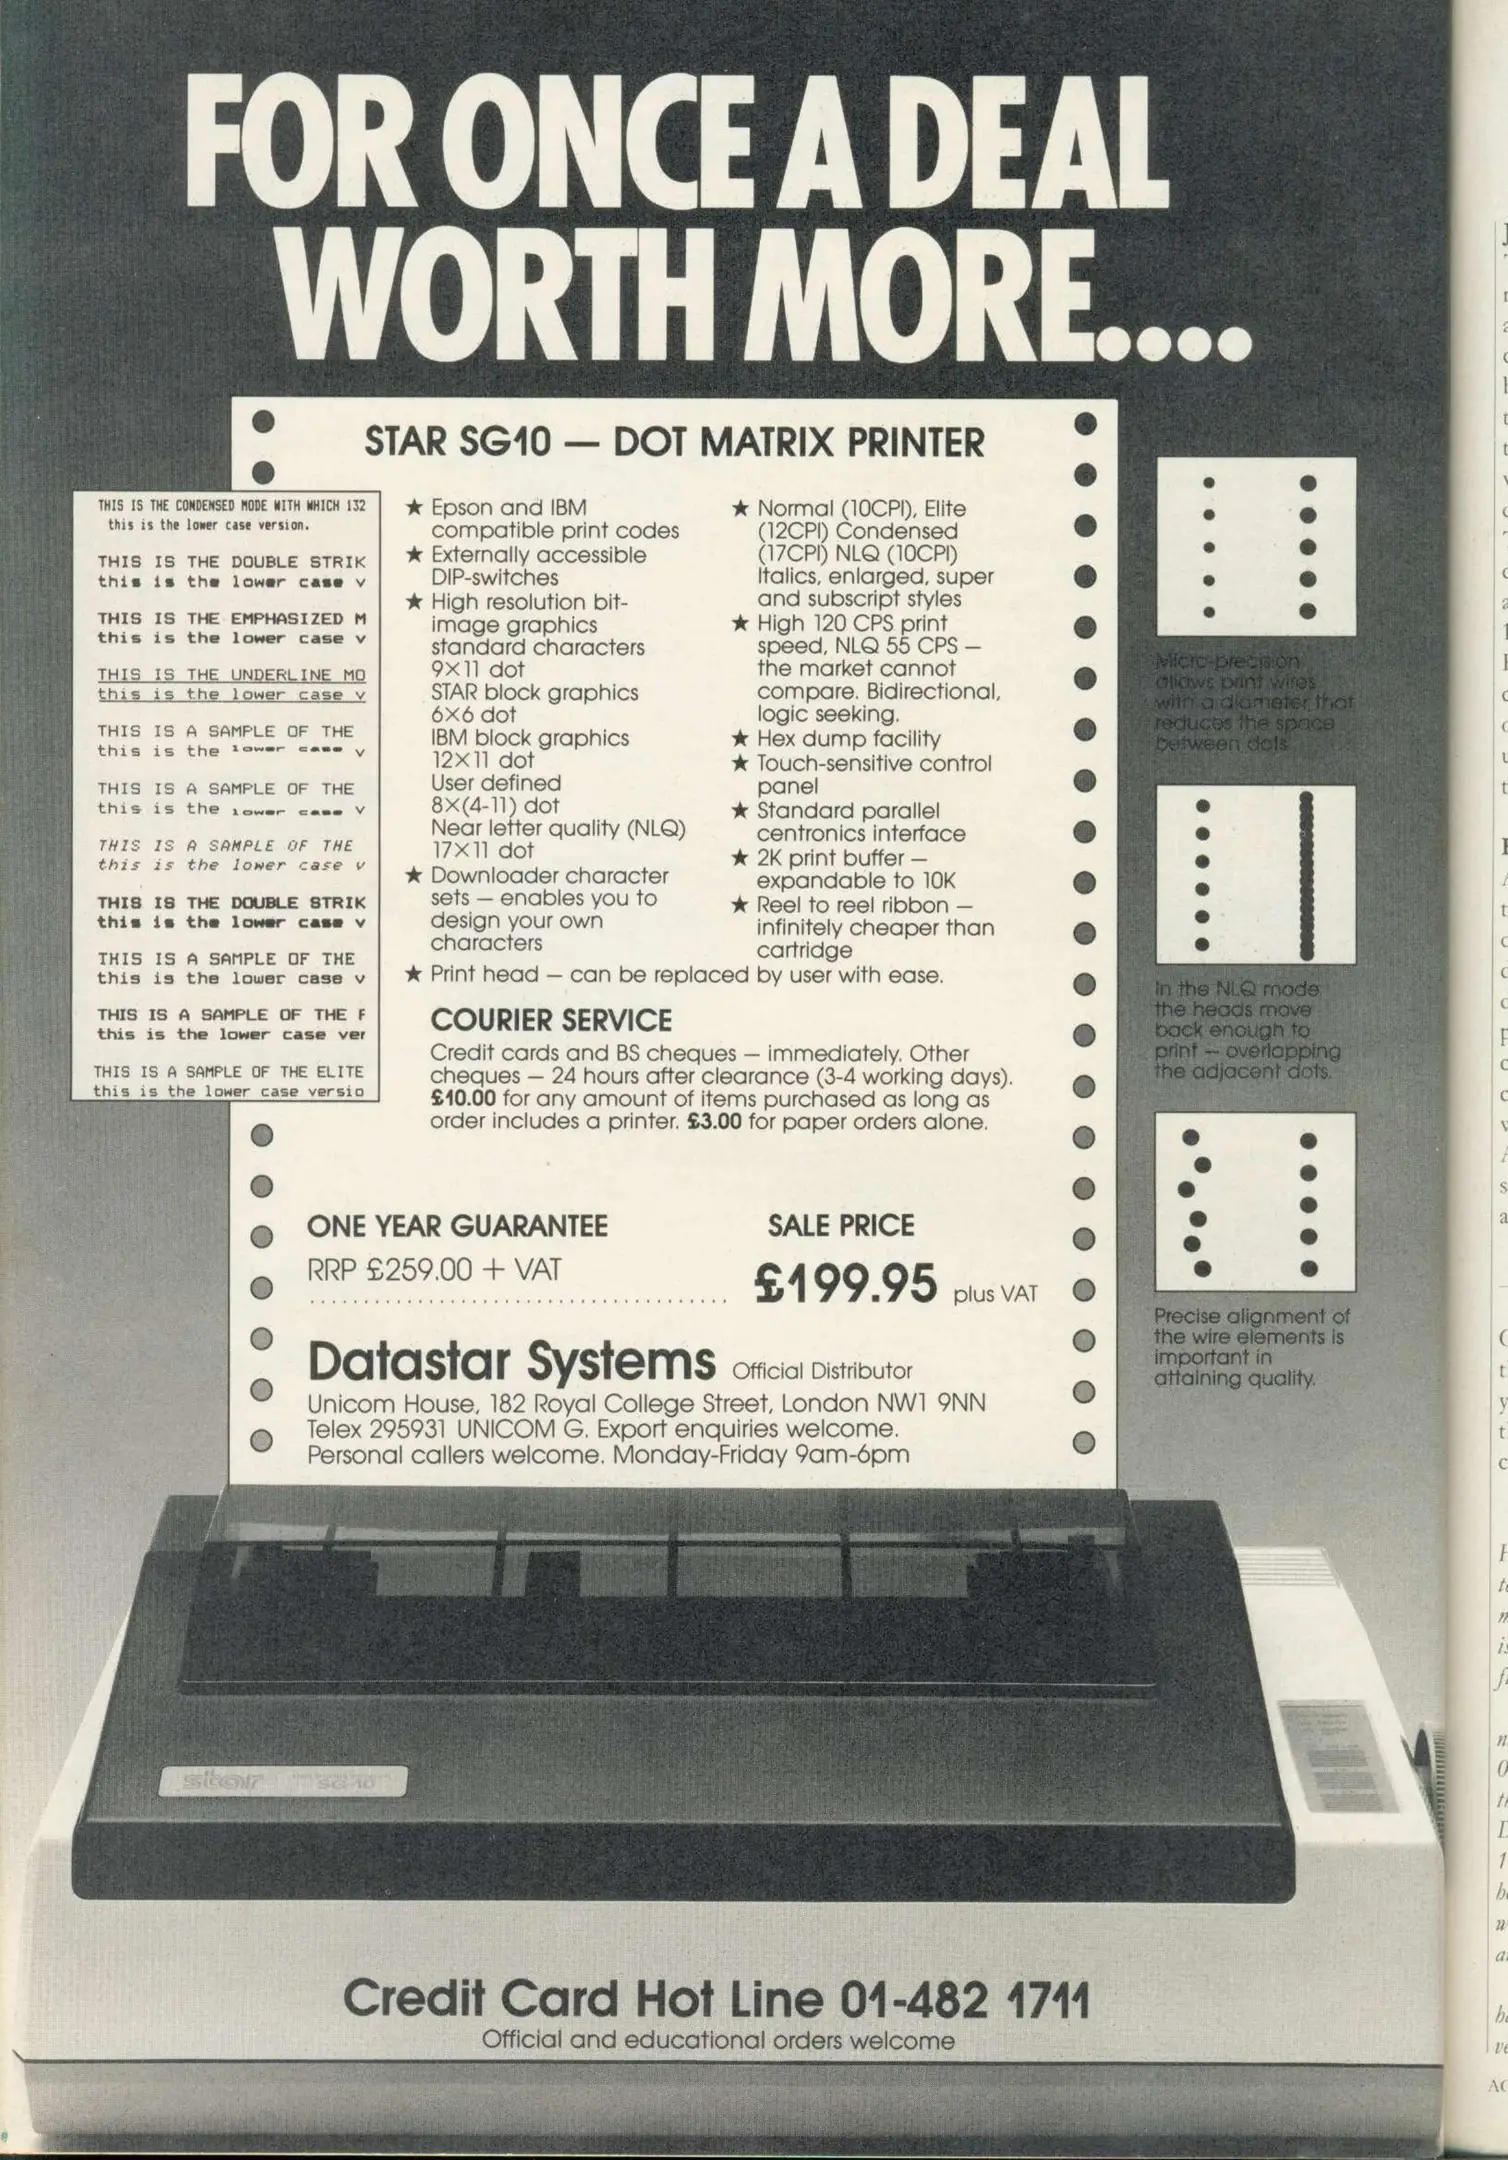 FOR ONCE A DEAL
WORTH MORE....
STAR SG10 — DOT MATRIX PRINTER
THIS IS THE CONDENSED MODE WITH WHICH 132
this is the lower case version.
THIS IS THE DOUBLE STRIK
this is the lower case v
THIS IS THE EMPHASIZED M
this is the lower case v
THIS IS THE UNDERLINE MO
this is the lower case v
THIS IS A SAMPLE OF THE
this is the lower case v
THIS IS A SAMPLE OF THE
this is the lower case v
THIS IS A SAMPLE OF THE
this is the lower case v
THIS IS THE DOUBLE STRIK
this is the lower case v
THIS IS A SAMPLE OF THE
this is the lower case v
THIS IS A SAMPLE OF THE F
this is the lower case ver
THIS IS A SAMPLE OF THE ELITE
this is the lower case versio
★ Epson and IBM
compatible print codes
★ Externally accessible
DIP-switches
★ High resolution bit-
image graphics
standard characters
9×11 dot
STAR block graphics
6×6 dot
IBM block graphics
12×11 dot
User defined
8×(4-11) dot
Near letter quality (NLQ)
17×11 dot
★ Downloader character
sets — enables you to
design your own
characters
★ Normal (10CPI), Elite
(12CPI) Condensed
(17CPI) NLQ (10CPI)
Italics, enlarged, super
and subscript styles
★ High 120 CPS print
speed, NLQ 55 CPS —
the market cannot
compare. Bidirectional,
logic seeking.
★ Hex dump facility
★ Touch-sensitive control
panel
★ Standard parallel
centronics interface
★ 2K print buffer —
expandable to 10K
★ Reel to reel ribbon —
infinitely cheaper than
cartridge
★ Print head — can be replaced by user with ease.
COURIER SERVICE
Credit cards and BS cheques — immediately. Other
cheques — 24 hours after clearance (3-4 working days).
£10.00 for any amount of items purchased as long as
order includes a printer. £3.00 for paper orders alone.
ONE YEAR GUARANTEE
RRP £259.00 + VAT
SALE PRICE
£199.95 plus VAT
Datastar Systems Official Distributor
Unicom House, 182 Royal College Street, London NW1 9NN
Telex 295931 UNICOM G. Export enquiries welcome.
Personal callers welcome. Monday-Friday 9am-6pm
Micro-precision
allows print wires
with a diameter that
reduces the space
between dots
In the NLQ mode
the heads move
back enough to
print — overlapping
the adjacent dots.
Precise alignment of
the wire elements is
important in
attaining quality.
star SG-10
Credit Card Hot Line 01-482 1711
Official and educational orders welcome